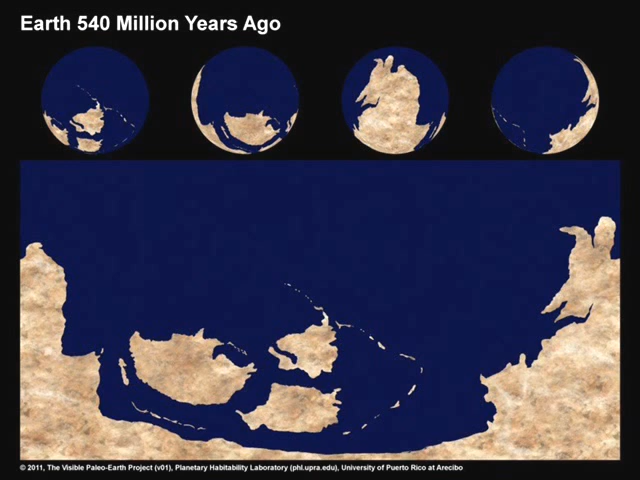 Earth 540 Million Years Ago
© 2011, The Visible Paleo-Earth Project (v01), Planetary Habitability Laboratory (phl.upra.edu), University of Puerto Rico at Arecibo